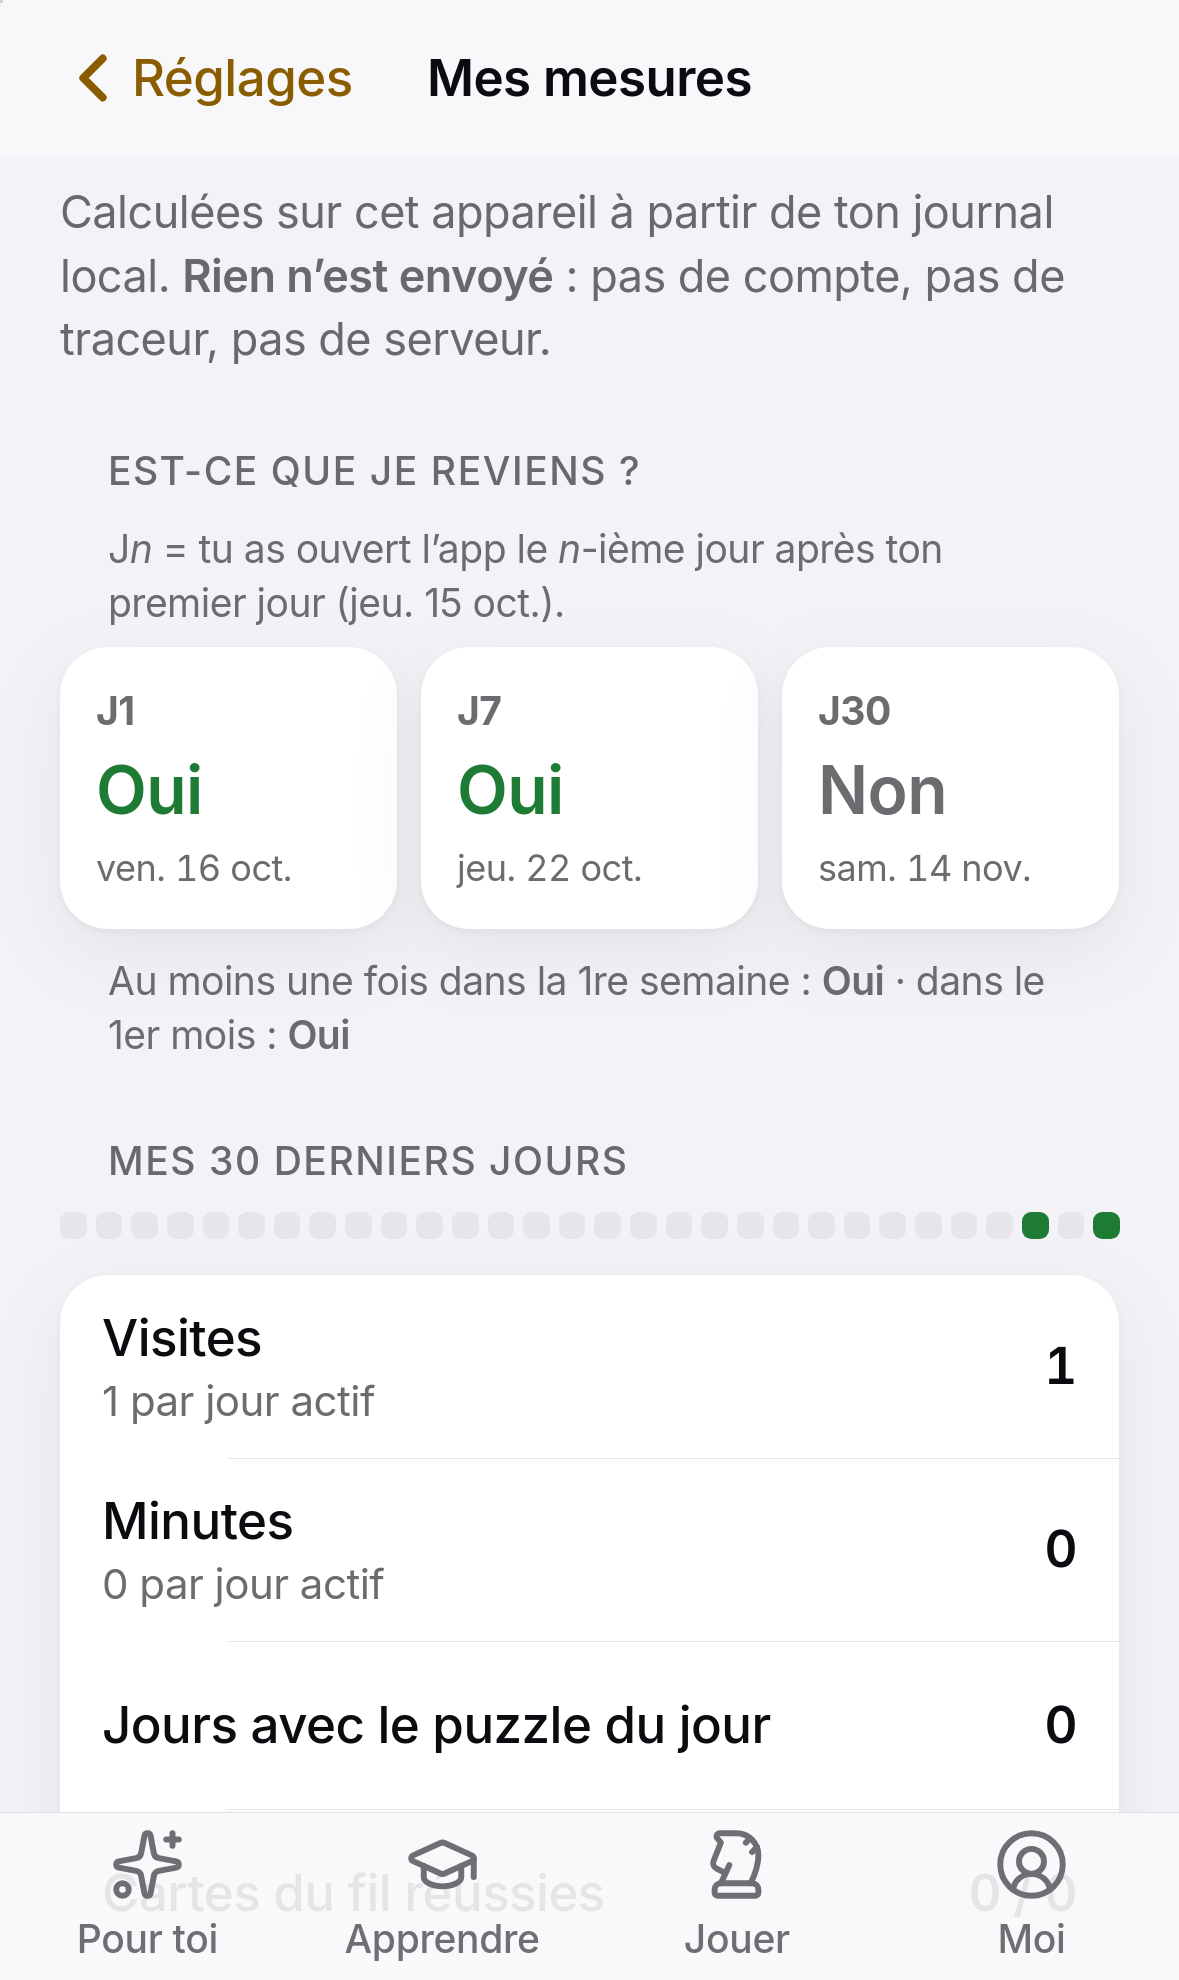 Réglages
Mes mesures
Calculées sur cet appareil à partir de ton journal
local. Rien n’est envoyé : pas de compte, pas de
traceur, pas de serveur.
EST-CE QUE JE REVIENS ?
Jn = tu as ouvert l’app le n-ième jour après ton
premier jour (jeu. 15 oct.).
J1
Oui
ven. 16 oct.
J7
Oui
jeu. 22 oct.
J30
Non
sam. 14 nov.
Au moins une fois dans la 1re semaine : Oui · dans le
1er mois : Oui
MES 30 DERNIERS JOURS
Visites
1 par jour actif
1
Minutes
0 par jour actif
0
Jours avec le puzzle du jour
0
Cartes du fil réussies
0 / 0
Pour toi
Apprendre
Jouer
Moi